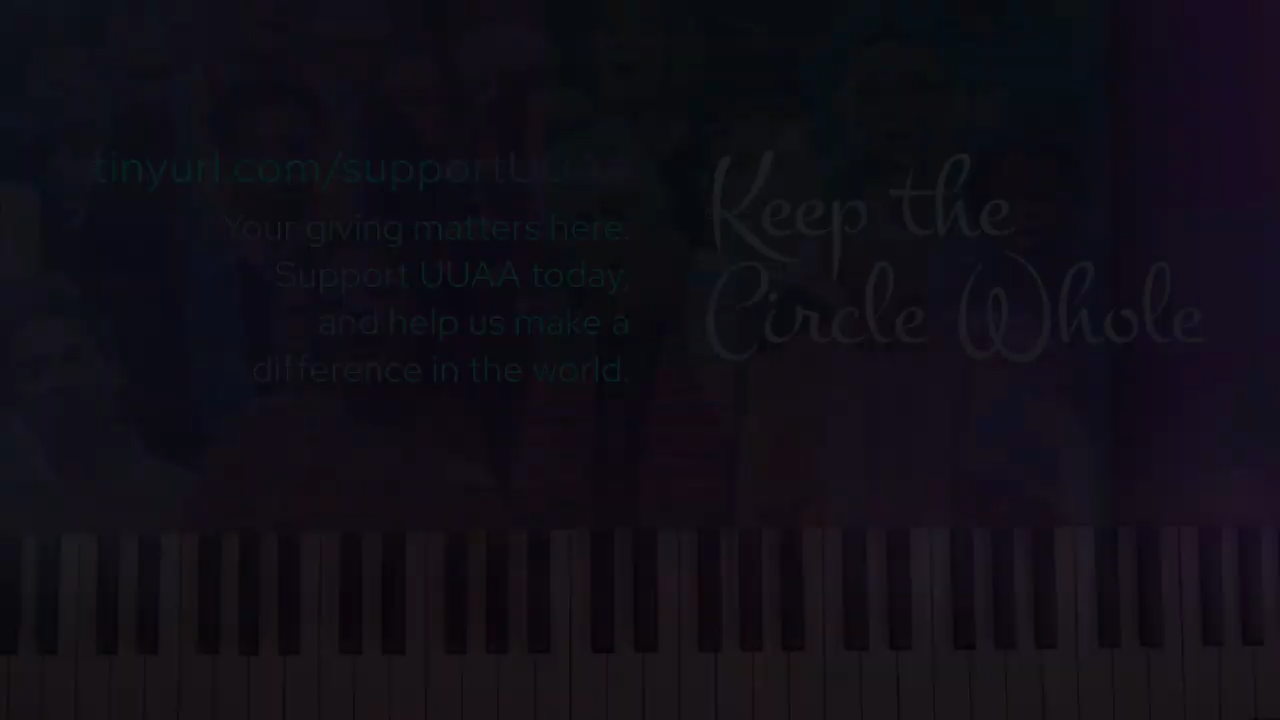 tinyurl.com/supportUUAA
Your giving matters here.
Support UUAA today,
and help us make a
difference in the world.
Keep the
Circle Whole